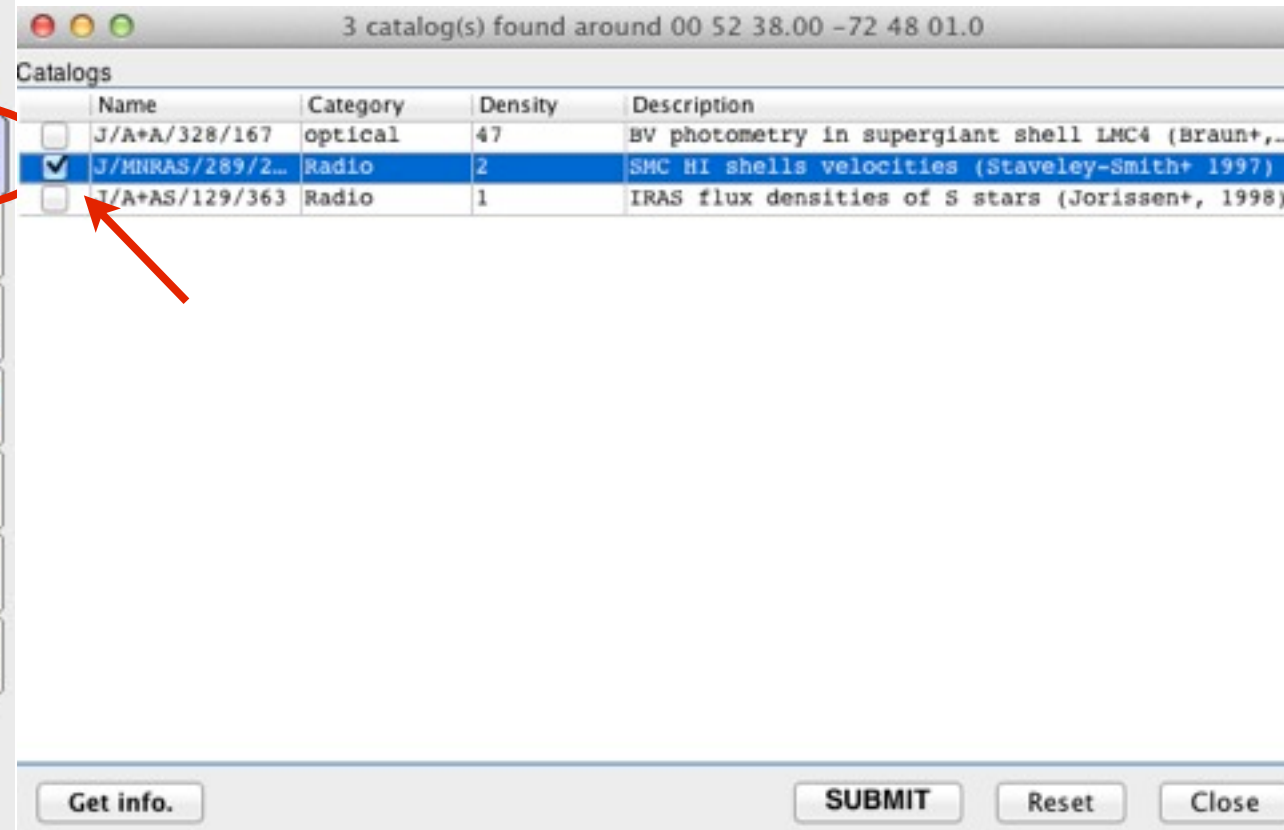 3 catalog(s) found around 00 52 38.00 -72 48 01.0
Catalogs
Name Category Density Description
J/A+A/328/167 optical 47 BV photometry in supergiant shell LMC4 (Braun+,…
J/MNRAS/289/2… Radio 2 SMC HI shells velocities (Staveley-Smith+ 1997)
J/A+AS/129/363 Radio 1 IRAS flux densities of S stars (Jorissen+, 1998)
Get info. SUBMIT Reset Close